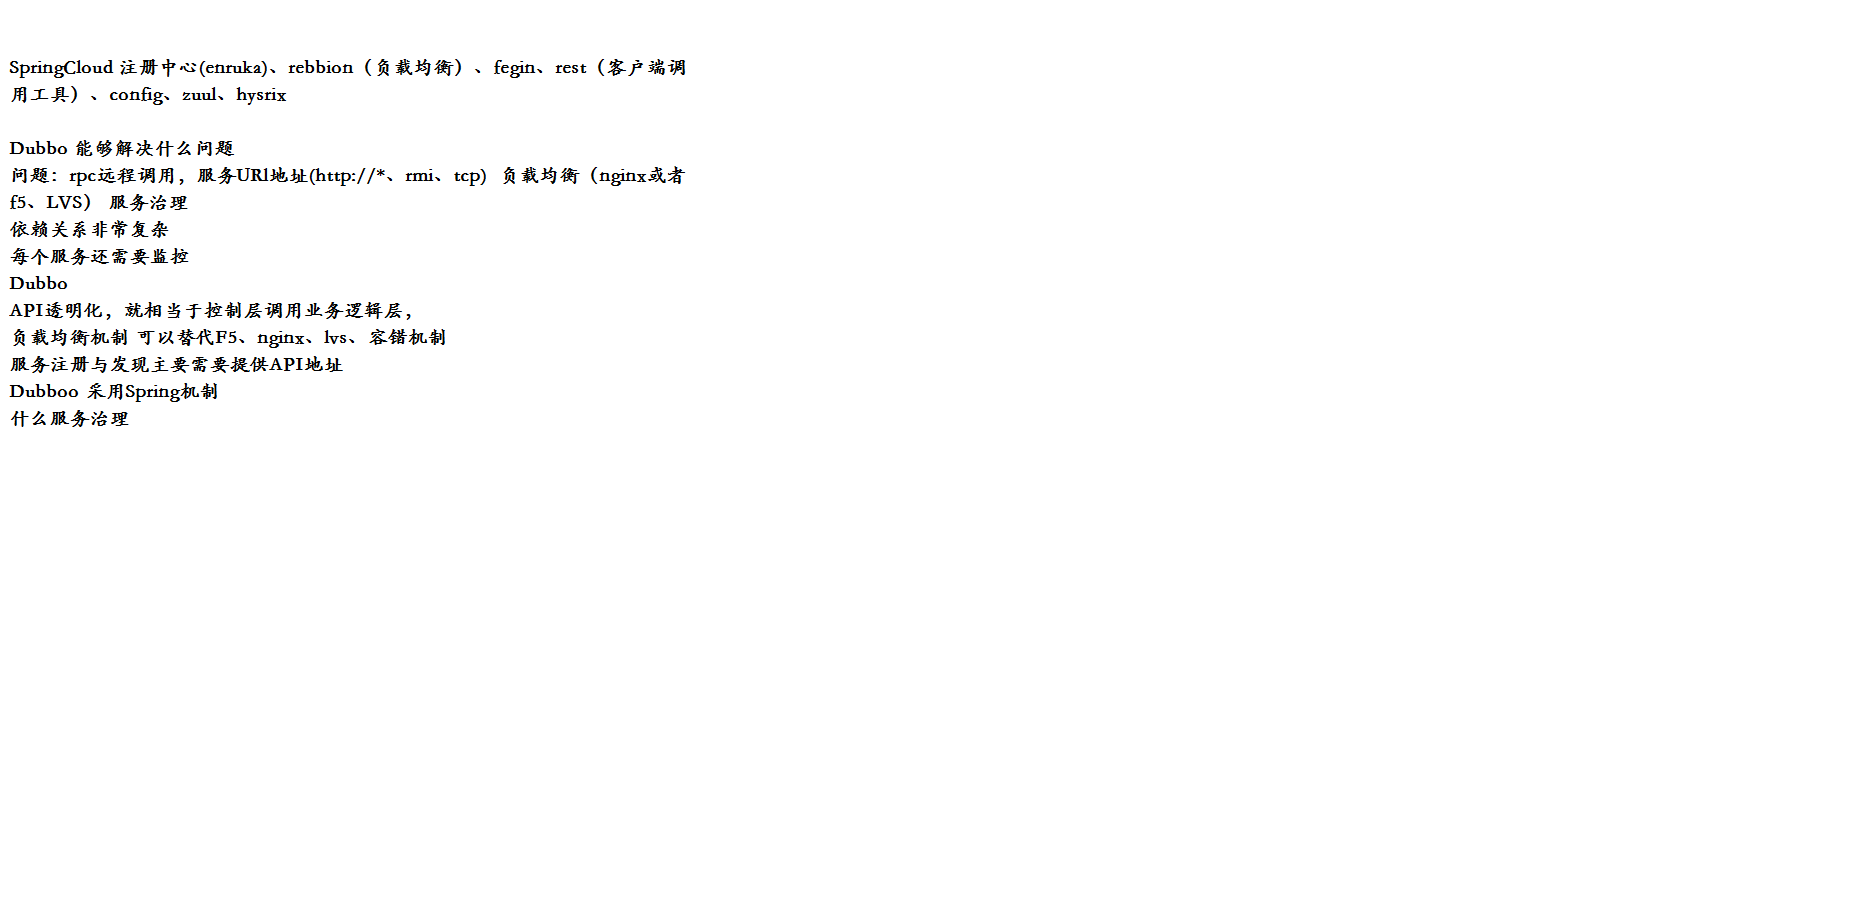 SpringCloud 注册中心(enruka)、rebbion（负载均衡）、fegin、rest（客户端调
用工具）、config、zuul、hysrix
Dubbo 能够解决什么问题
问题：rpc远程调用，服务URl地址(http://*、rmi、tcp) 负载均衡（nginx或者
f5、LVS） 服务治理
依赖关系非常复杂
每个服务还需要监控
Dubbo
API透明化，就相当于控制层调用业务逻辑层，
负载均衡机制 可以替代F5、nginx、lvs、容错机制
服务注册与发现主要需要提供API地址
Dubboo 采用Spring机制
什么服务治理